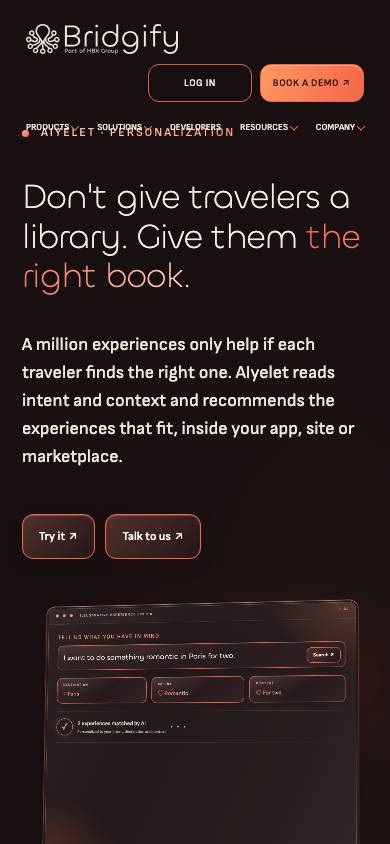 Bridgify
Part of HBX Group
LOG IN
BOOK A DEMO ↗
PRODUCTS SOLUTIONS DEVELOPERS RESOURCES COMPANY
AIYELET · PERSONALIZATION
Don't give travelers a
library. Give them the
right book.
A million experiences only help if each
traveler finds the right one. AIyelet reads
intent and context and recommends the
experiences that fit, inside your app, site or
marketplace.
Try it ↗
Talk to us ↗
TELL US WHAT YOU HAVE IN MIND
I want to do something romantic in Paris for two.
Search ↗
Paris
Romantic
For two
3 experiences matched by AI